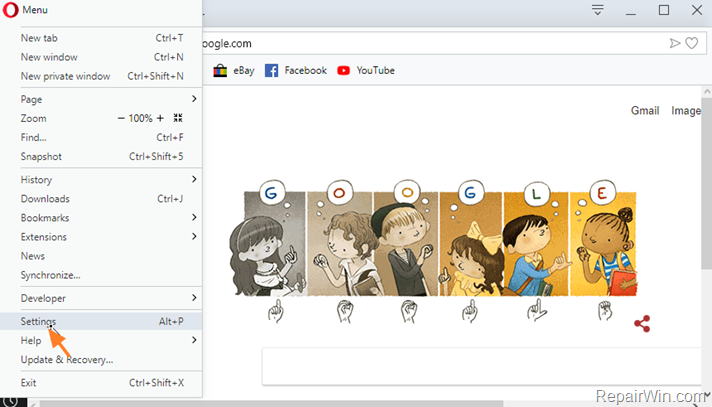 Menu
New tab Ctrl+T
New window Ctrl+N
New private window Ctrl+Shift+N
Page
Zoom − 100% +
Find... Ctrl+F
Snapshot Ctrl+Shift+5
History
Downloads Ctrl+J
Bookmarks
Extensions
News
Synchronize...
Developer
Settings Alt+P
Help
Update & Recovery...
Exit Ctrl+Shift+X
oogle.com
eBay Facebook YouTube
Gmail Image
G O O G L E
RepairWin.com